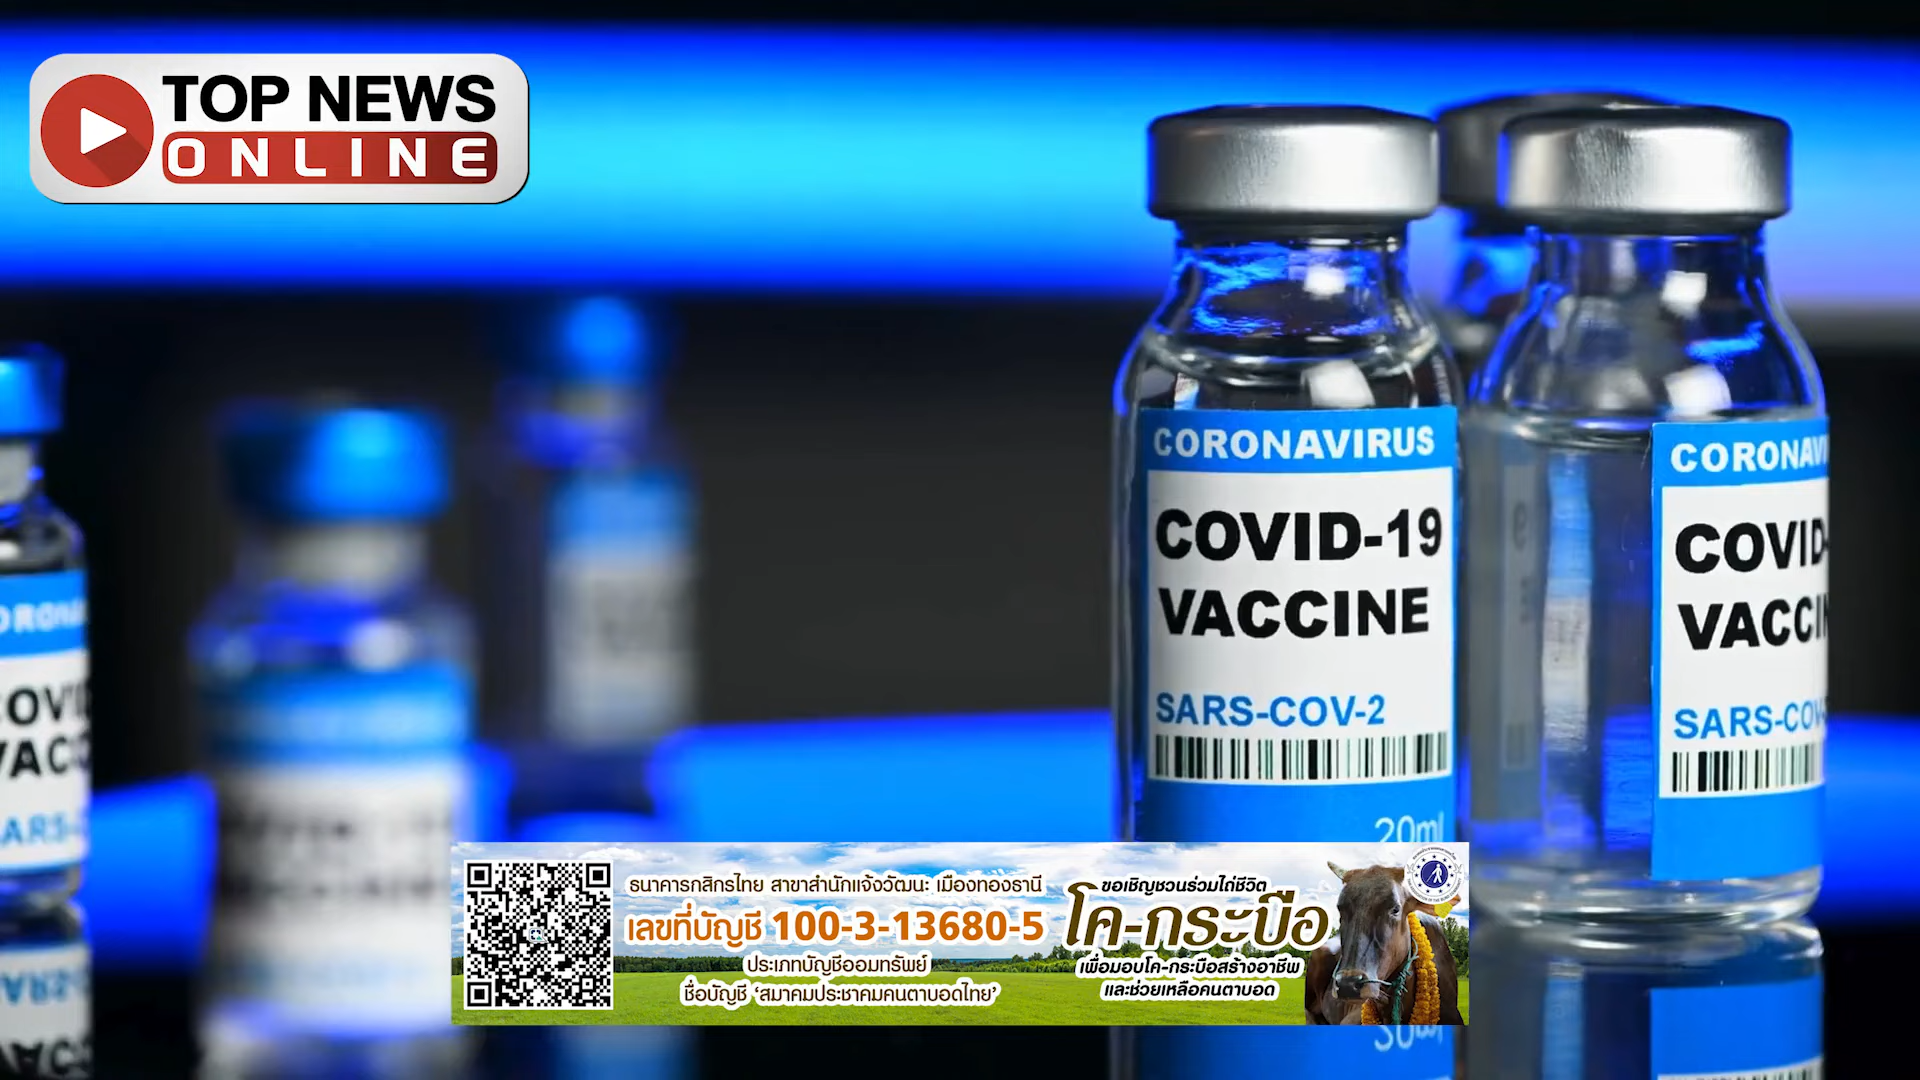 TOP NEWS
ONLINE
CORONAVIRUS
COVID-19
VACCINE
SARS-COV-2
20ml
CORONAV
COVID-
VACCIN
SARS-COV-
CORONA
COVI
VACC
ARS-
ธนาคารกสิกรไทย สาขาสำนักแจ้งวัฒนะ เมืองทองธานี
เลขที่บัญชี 100-3-13680-5
ประเภทบัญชีออมทรัพย์
ชื่อบัญชี ‘สมาคมประชาคมคนตาบอดไทย’
ขอเชิญชวนร่วมไถ่ชีวิต
โค-กระบือ
เพื่อมอบโค-กระบือสร้างอาชีพ
และช่วยเหลือคนตาบอด